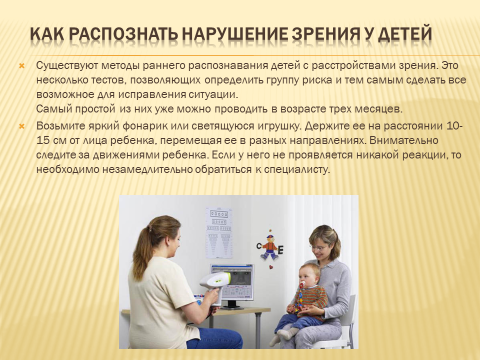 КАК РАСПОЗНАТЬ НАРУШЕНИЕ ЗРЕНИЯ У ДЕТЕЙ
Существуют методы раннего распознавания детей с расстройствами зрения. Это
несколько тестов, позволяющих определить группу риска и тем самым сделать все
возможное для исправления ситуации.
Самый простой из них уже можно проводить в возрасте трех месяцев.
Возьмите яркий фонарик или светящуюся игрушку. Держите ее на расстоянии 10-
15 см от лица ребенка, перемещая ее в разных направлениях. Внимательно
следите за движениями ребенка. Если у него не проявляется никакой реакции, то
необходимо незамедлительно обратиться к специалисту.
C E